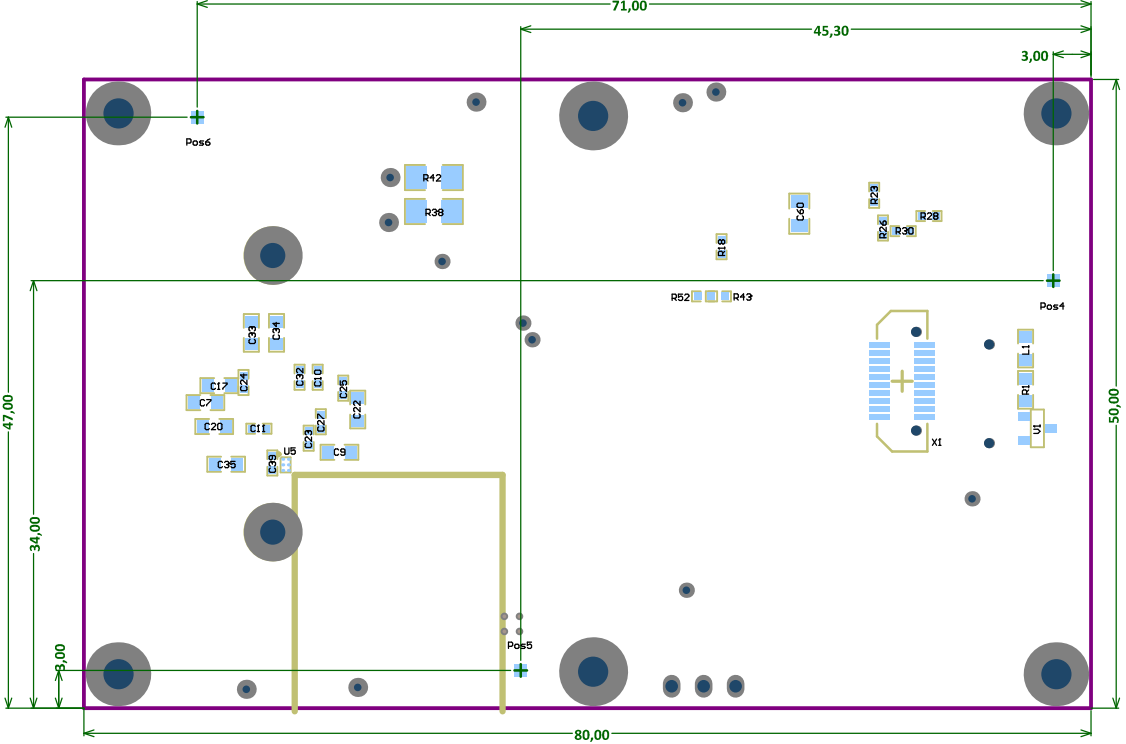 71,00
45,30
3,00
Pos6
R42
R38
R23
C60
R28
R26
R30
R18
Pos4
R52
R43
C33
C34
L1
C32
C10
C24
C17
C25
R1
C7
C22
C27
C20
C11
V1
C23
X1
U5
C9
C35
C39
47,00
50,00
34,00
Pos5
3,00
80,00